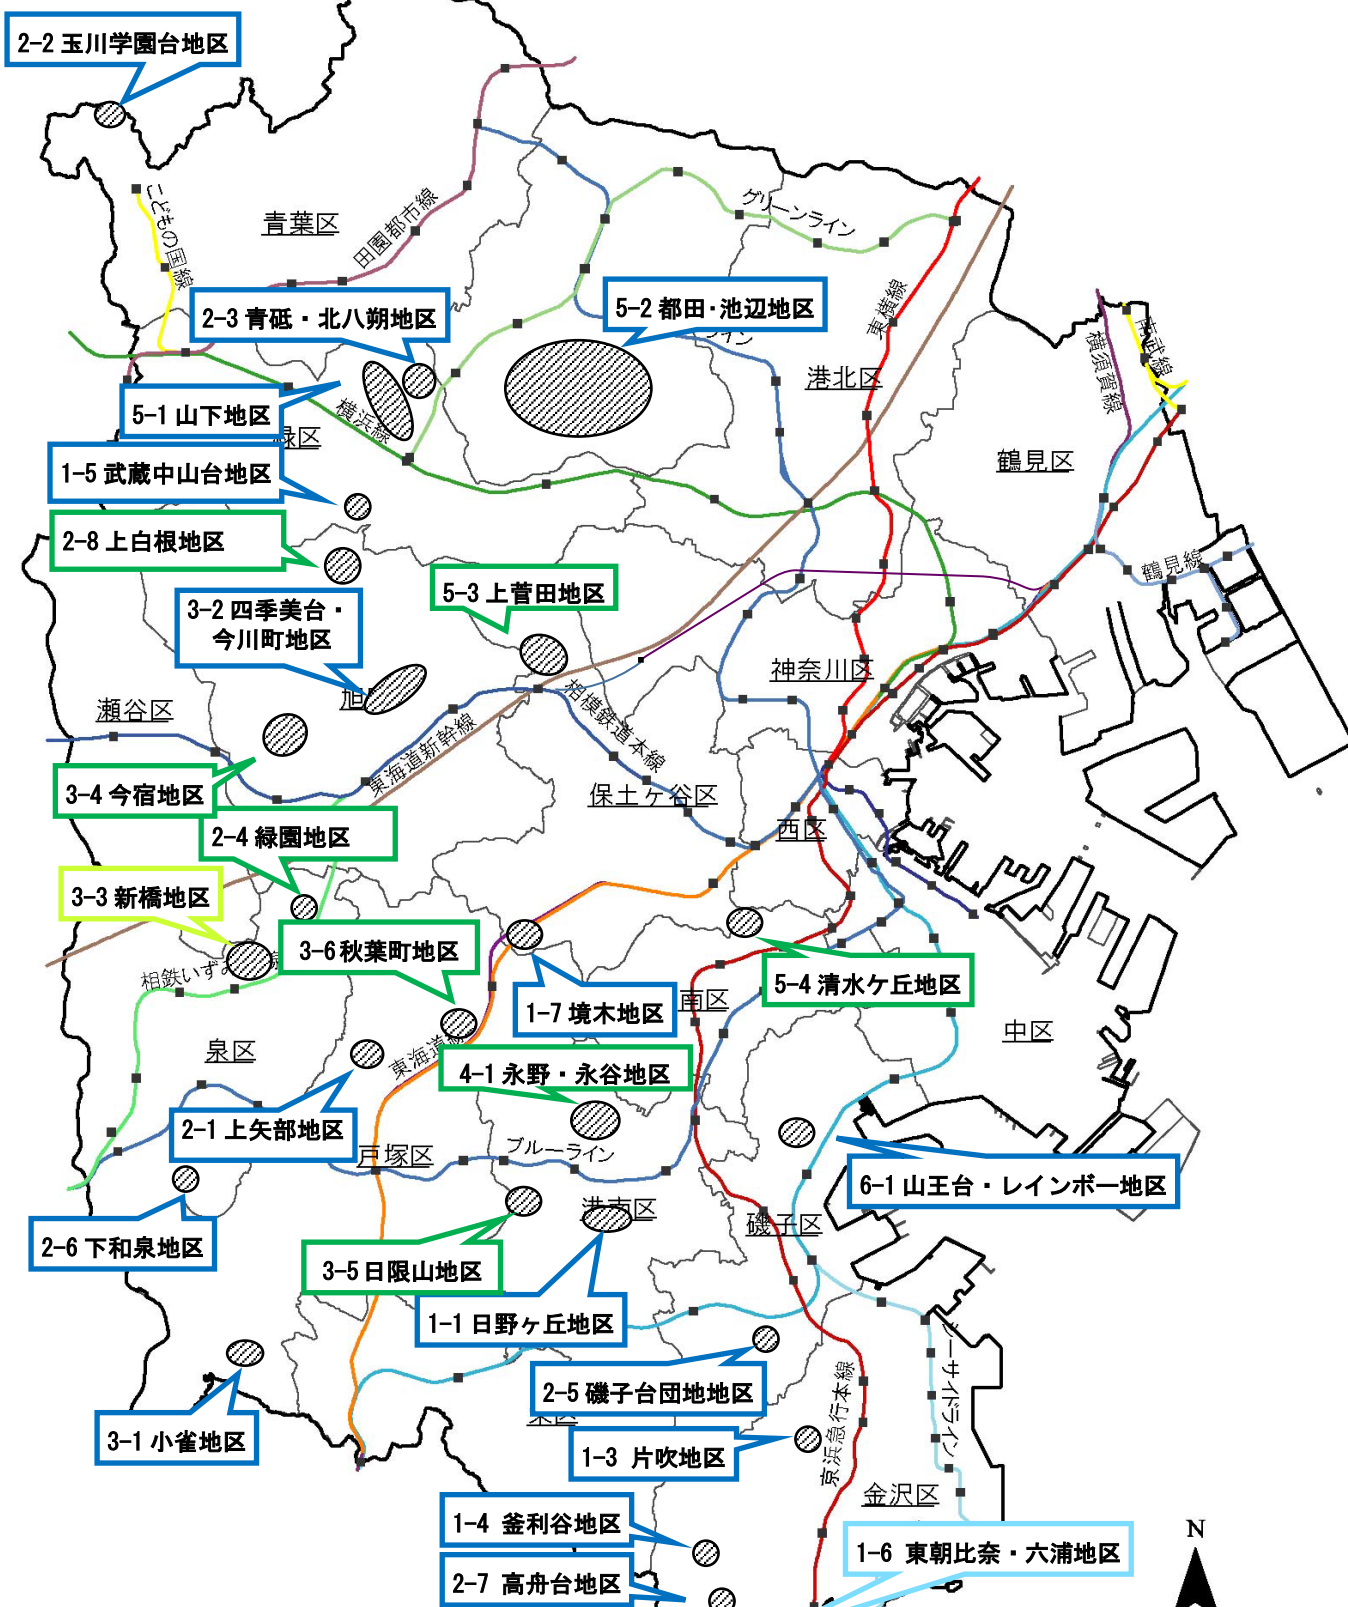 2-2 玉川学園台地区
青葉区
田園都市線
こどもの国線
グリーンライン
東横線
2-3 青砥・北八朔地区
5-2 都田・池辺地区
イン
港北区
横須賀線
南武線
5-1 山下地区
横浜線
緑区
鶴見区
1-5 武蔵中山台地区
2-8 上白根地区
鶴見線
5-3 上菅田地区
3-2 四季美台・
今川町地区
旭
神奈川区
瀬谷区
相模鉄道本線
東海道新幹線
3-4 今宿地区
保土ヶ谷区
西区
2-4 緑園地区
3-3 新橋地区
3-6 秋葉町地区
相鉄いずみ
5-4 清水ケ丘地区
1-7 境木地区
南区
中区
泉区
東海道線
4-1 永野・永谷地区
2-1 上矢部地区
戸塚区
ブルーライン
6-1 山王台・レインボー地区
港南区
磯子区
2-6 下和泉地区
3-5 日限山地区
1-1 日野ヶ丘地区
シーサイドライン
2-5 磯子台団地地区
京浜急行本線
3-1 小雀地区
1-3 片吹地区
金沢区
1-4 釜利谷地区
N
1-6 東朝比奈・六浦地区
2-7 高舟台地区